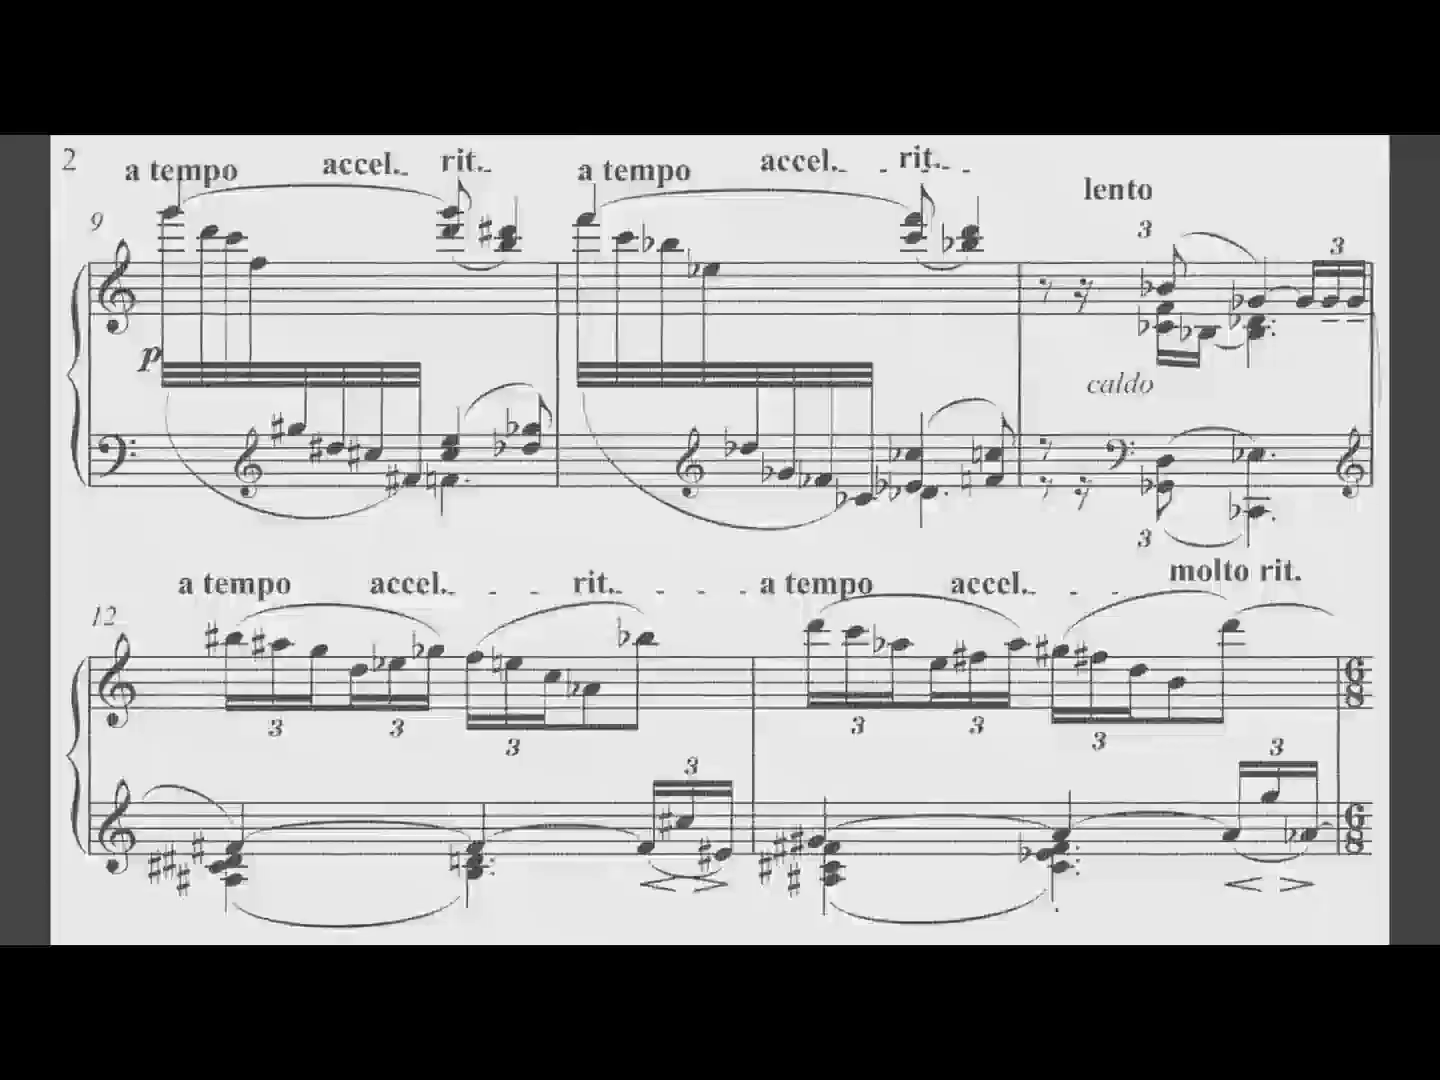 2
a tempo accel. rit. a tempo accel. rit. lento
9
3 3
p
caldo
3
a tempo accel. rit. a tempo accel. molto rit.
12
3 3 3 3 3 3
6 8
3 3
6 8